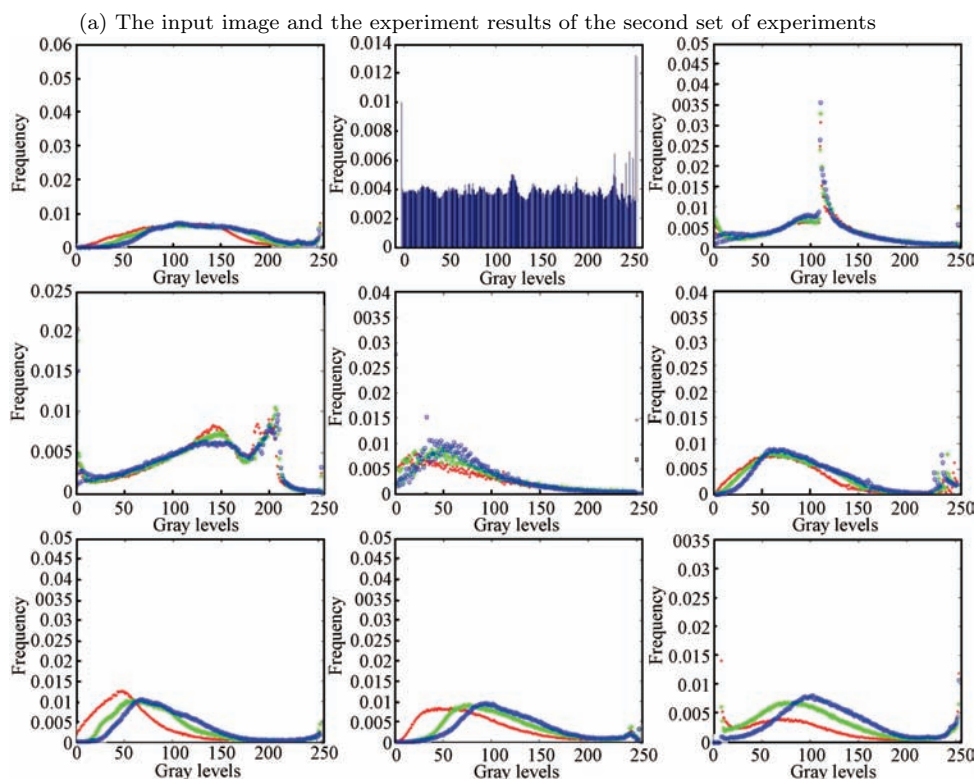 (a) The input image and the experiment results of the second set of experiments
0.06
0.05
0.04
0.03
0.02
0.01
0
Frequency
0 50 100 150 200 250
Gray levels
0.014
0.012
0.01
0.008
0.006
0.004
0.002
0
Frequency
0 50 100 150 200 250
Gray levels
0.05
0.045
0.04
0035
0.03
0.025
0.02
0.015
0.01
0.005
0
Frequency
0 50 100 150 200 250
Gray levels
0.025
0.02
0.015
0.01
0.005
0
Frequency
0 50 100 150 200 250
Gray levels
0.04
0035
0.03
0.025
0.02
0.015
0.01
0.005
0
Frequency
0 50 100 150 200 250
Gray levels
0.04
0035
0.03
0.025
0.02
0.015
0.01
0.005
0
Frequency
0 50 100 150 200 250
Gray levels
0.05
0.045
0.04
0035
0.03
0.025
0.02
0.015
0.01
0.005
0
Frequency
0 50 100 150 200 250
Gray levels
0.05
0.045
0.04
0035
0.03
0.025
0.02
0.015
0.01
0.005
0
Frequency
0 50 100 150 200 250
Gray levels
0035
0.03
0.025
0.02
0.015
0.01
0.005
0
Frequency
0 50 100 150 200 250
Gray levels